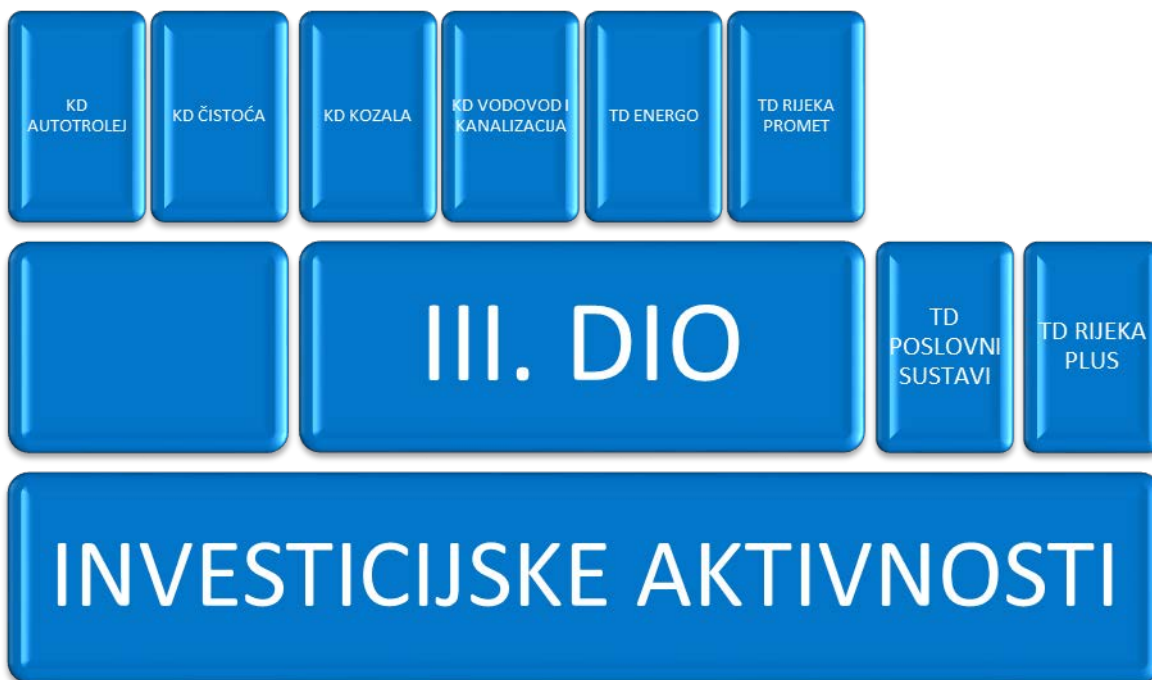 KD
AUTOTROLEJ
KD ČISTOĆA
KD KOZALA
KD VODOVOD I
KANALIZACIJA
TD ENERGO
TD RIJEKA
PROMET
III. DIO
TD
POSLOVNI
SUSTAVI
TD RIJEKA
PLUS
INVESTICIJSKE AKTIVNOSTI